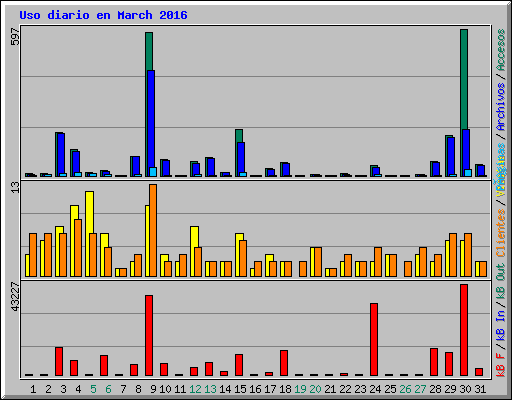 Uso diario en March 2016
597
13
43227
Páginas / Archivos / Accesos
Clientes /
kB F / kB In / kB Out
1 2 3 4 5 6 7 8 9 10 11 12 13 14 15 16 17 18 19 20 21 22 23 24 25 26 27 28 29 30 31